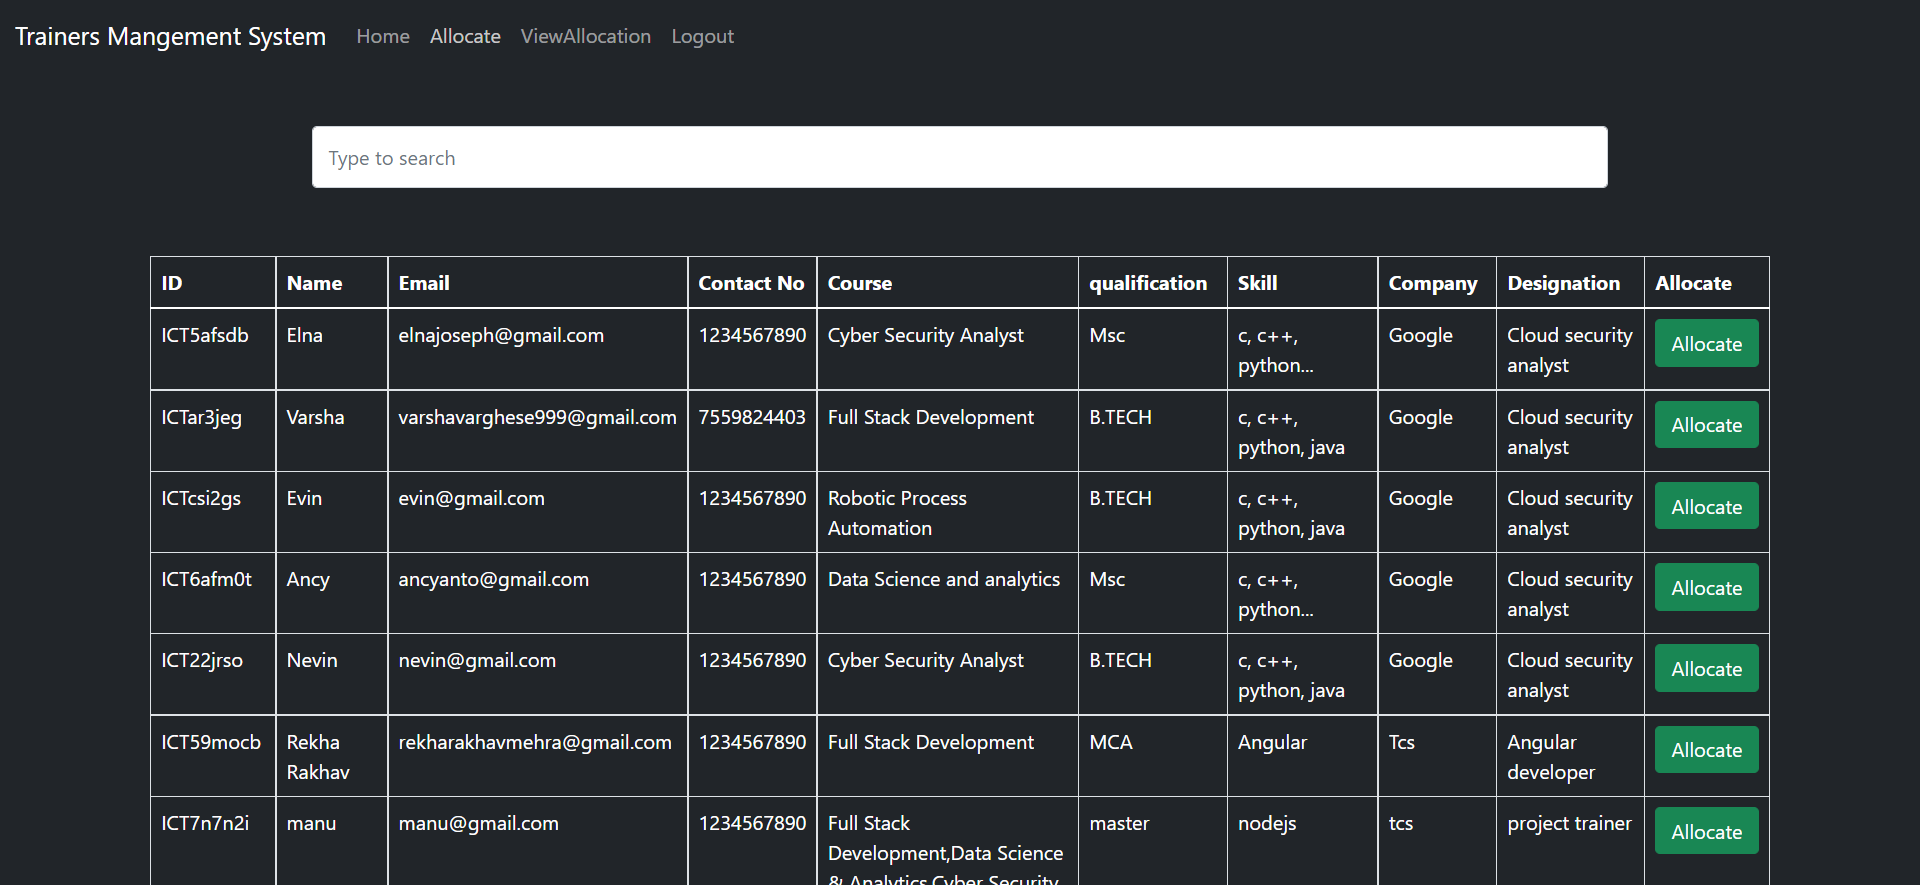 Trainers Mangement System Home Allocate ViewAllocation Logout
Type to search
ID Name Email Contact No Course qualification Skill Company Designation Allocate
ICT5afsdb Elna elnajoseph@gmail.com 1234567890 Cyber Security Analyst Msc c, c++, Google Cloud security Allocate
python... analyst
ICTar3jeg Varsha varshavarghese999@gmail.com 7559824403 Full Stack Development B.TECH c, c++, Google Cloud security Allocate
python, java analyst
ICTcsi2gs Evin evin@gmail.com 1234567890 Robotic Process B.TECH c, c++, Google Cloud security Allocate
Automation python, java analyst
ICT6afm0t Ancy ancyanto@gmail.com 1234567890 Data Science and analytics Msc c, c++, Google Cloud security Allocate
python... analyst
ICT22jrso Nevin nevin@gmail.com 1234567890 Cyber Security Analyst B.TECH c, c++, Google Cloud security Allocate
python, java analyst
ICT59mocb Rekha rekharakhavmehra@gmail.com 1234567890 Full Stack Development MCA Angular Tcs Angular Allocate
Rakhav developer
ICT7n7n2i manu manu@gmail.com 1234567890 Full Stack master nodejs tcs project trainer Allocate
Development,Data Science
& Analytics,Cyber Security